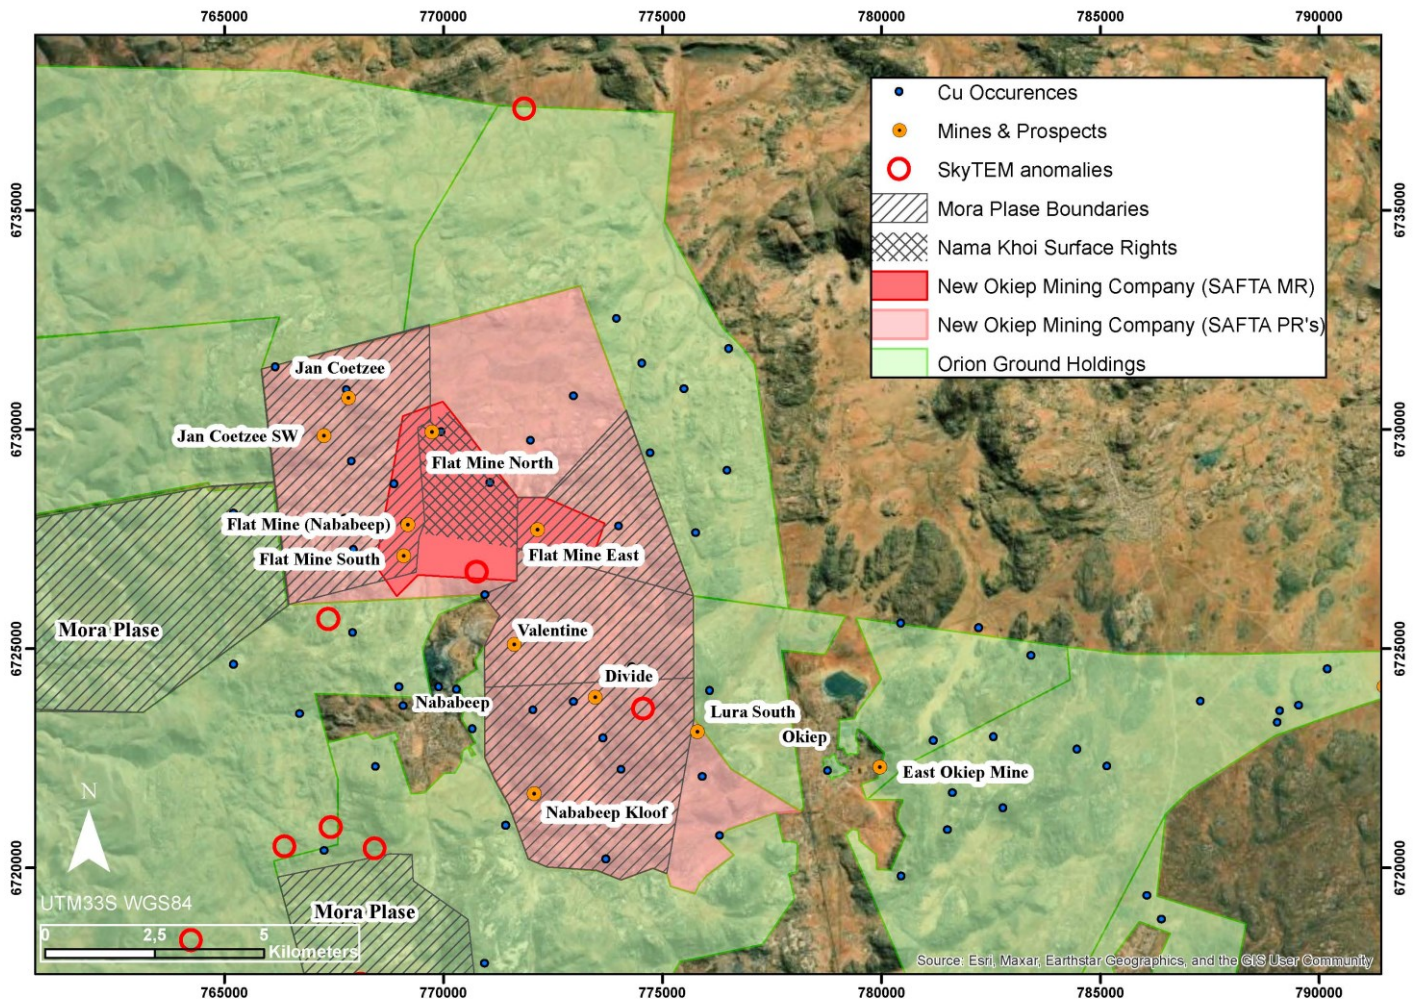 765000 770000 775000 780000 785000 790000
Cu Occurences
Mines & Prospects
SkyTEM anomalies
Mora Plase Boundaries
Nama Khoi Surface Rights
New Okiep Mining Company (SAFTA MR)
New Okiep Mining Company (SAFTA PR's)
Orion Ground Holdings
6735000 6735000
Jan Coetzee
Jan Coetzee SW
6730000 6730000
Flat Mine North
Flat Mine (Nababeep)
Flat Mine South
Flat Mine East
Mora Plase
Valentine
6725000 6725000
Divide
Nababeep
Lura South
Okiep
East Okiep Mine
Nababeep Kloof
N
6720000 6720000
UTM33S WGS84
Mora Plase
0 2,5 5
Kilometers
Source: Esri, Maxar, Earthstar Geographics, and the GIS User Community
765000 770000 775000 780000 785000 790000